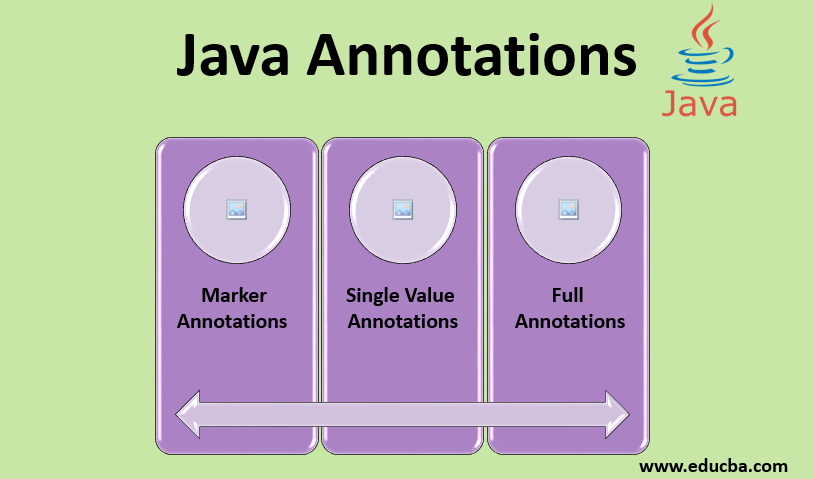 Java Annotations
Java
Marker
Annotations
Single Value
Annotations
Full
Annotations
www.educba.com